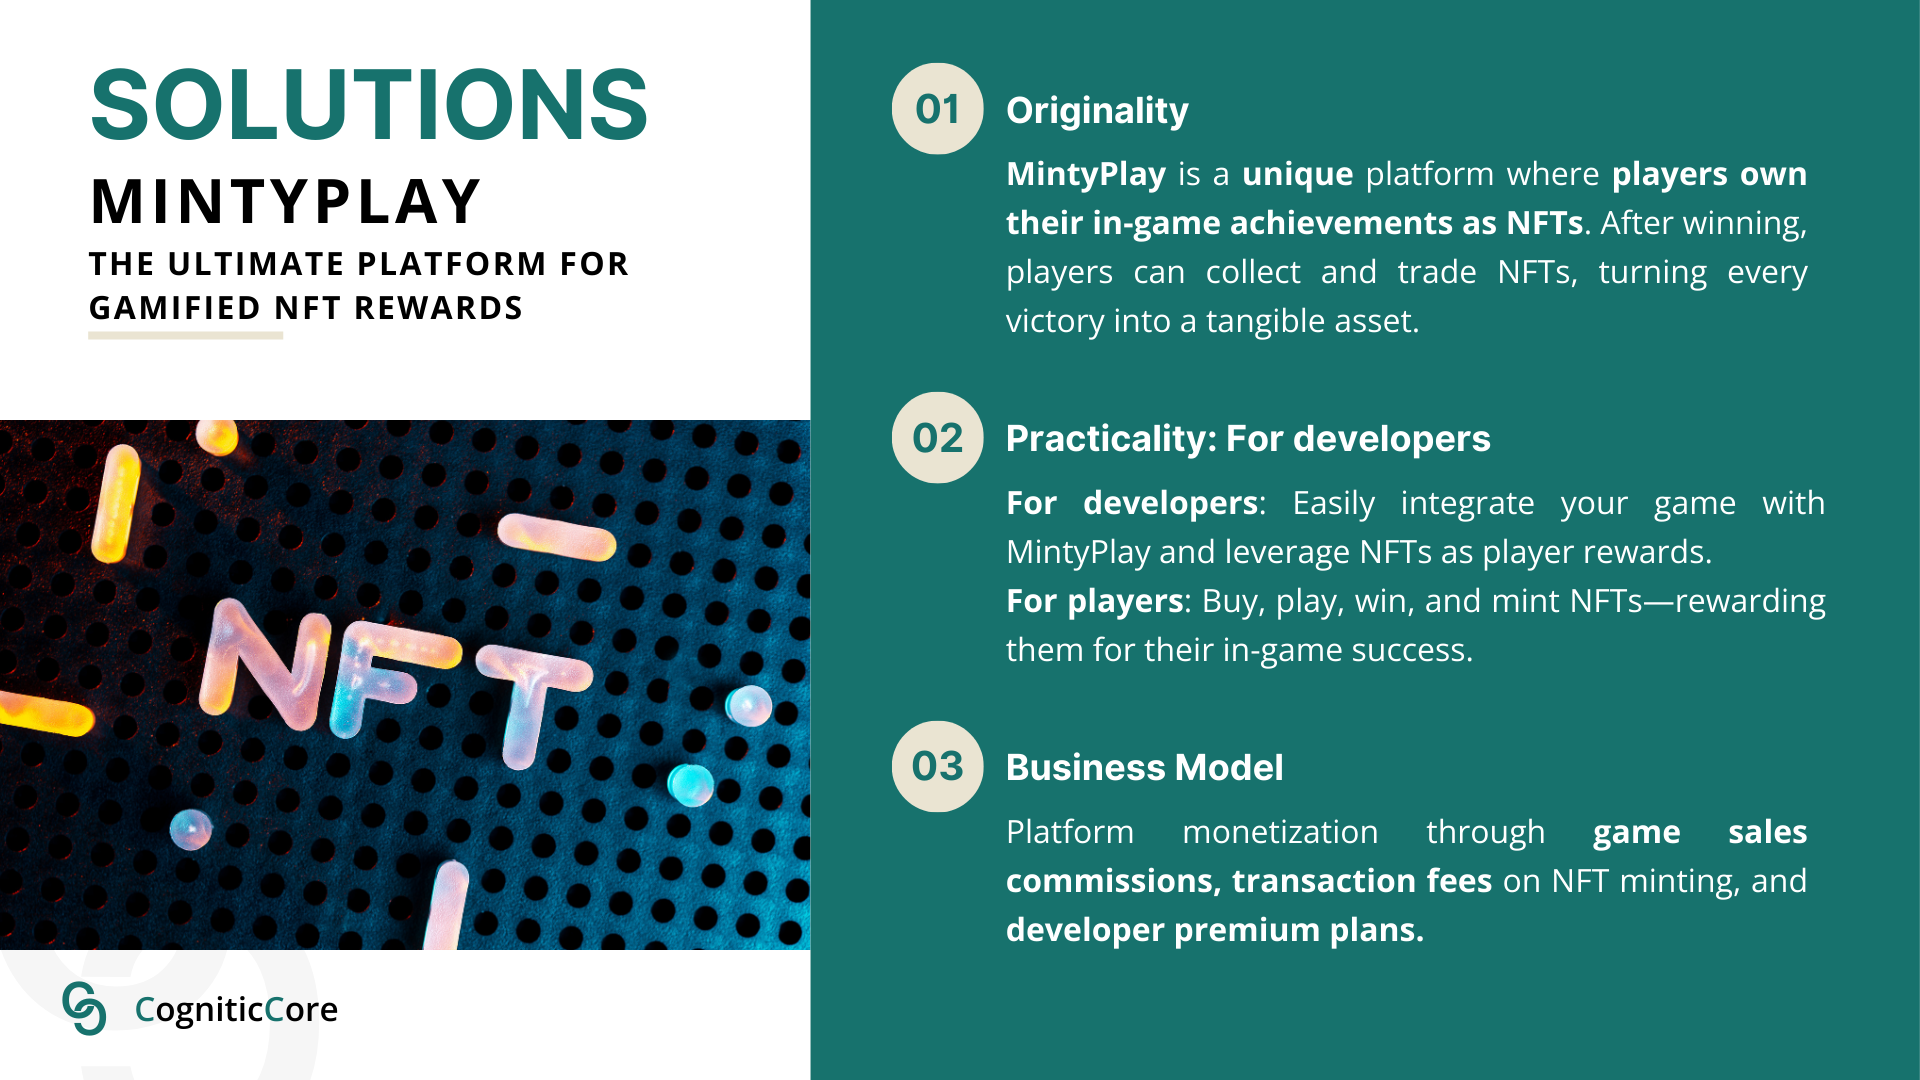 SOLUTIONS
MINTYPLAY
THE ULTIMATE PLATFORM FOR
GAMIFIED NFT REWARDS
NFT
CogniticCore
01
Originality
MintyPlay is a unique platform where players own
their in-game achievements as NFTs. After winning,
players can collect and trade NFTs, turning every
victory into a tangible asset.
02
Practicality: For developers
For developers: Easily integrate your game with
MintyPlay and leverage NFTs as player rewards.
For players: Buy, play, win, and mint NFTs—rewarding
them for their in-game success.
03
Business Model
Platform monetization through game sales
commissions, transaction fees on NFT minting, and
developer premium plans.